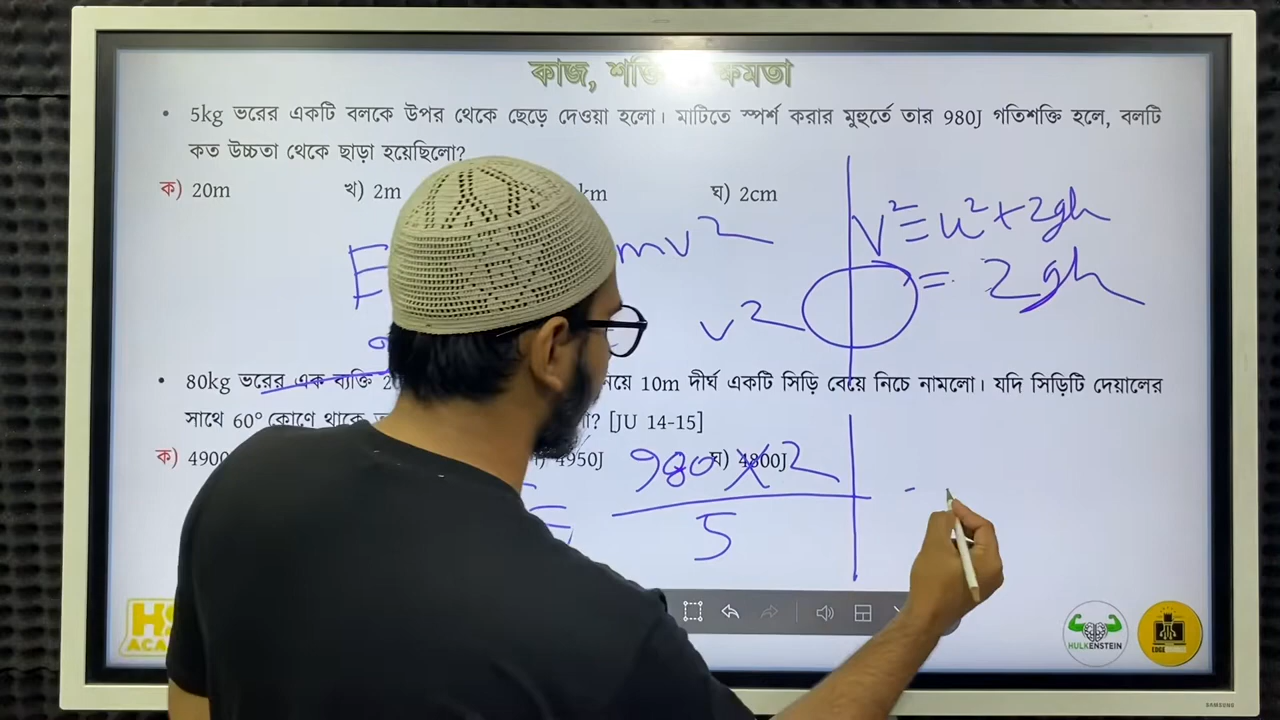 কাজ, শক্তি ক্ষমতা
• 5kg ভরের একটি বলকে উপর থেকে ছেড়ে দেওয়া হলো। মাটিতে স্পর্শ করার মুহুর্তে তার 980J গতিশক্তি হলে, বলটি
কত উচ্চতা থেকে ছাড়া হয়েছিলো?
ক) 20m খ) 2m km ঘ) 2cm
V² = u² + 2gh
E mv²
= 2gh
v²
• 80kg ভরের এক ব্যক্তি 10m দীর্ঘ একটি সিড়ি বেয়ে নিচে নামলো। যদি সিড়িটি দেয়ালের
সাথে 60° কোণে থাকে [JU 14-15]
ক) 4900 4950J ঘ) 4800J
= 980 × 2
5
HULKENSTEIN
SAMSUNG